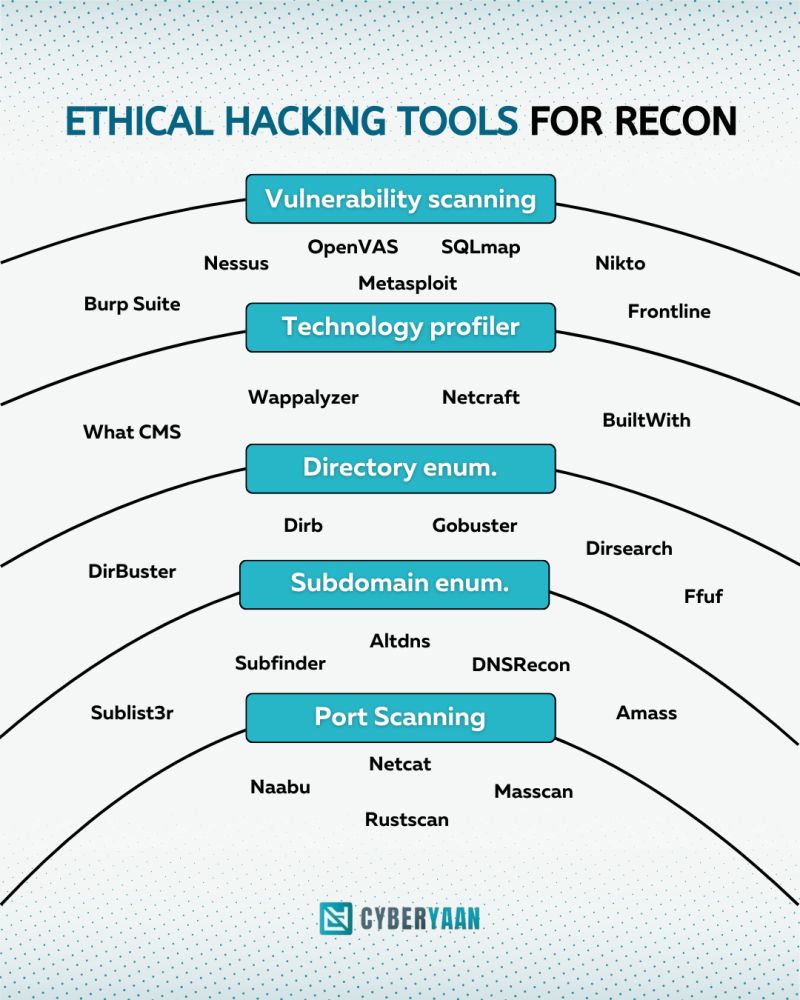 ETHICAL HACKING TOOLS FOR RECON
Vulnerability scanning
Burp Suite
Nessus
OpenVAS
Metasploit
SQLmap
Nikto
Frontline
Technology profiler
What CMS
Wappalyzer
Netcraft
BuiltWith
Directory enum.
DirBuster
Dirb
Gobuster
Dirsearch
Ffuf
Subdomain enum.
Sublist3r
Subfinder
Altdns
DNSRecon
Amass
Port Scanning
Naabu
Netcat
Rustscan
Masscan
CYBERYAAN